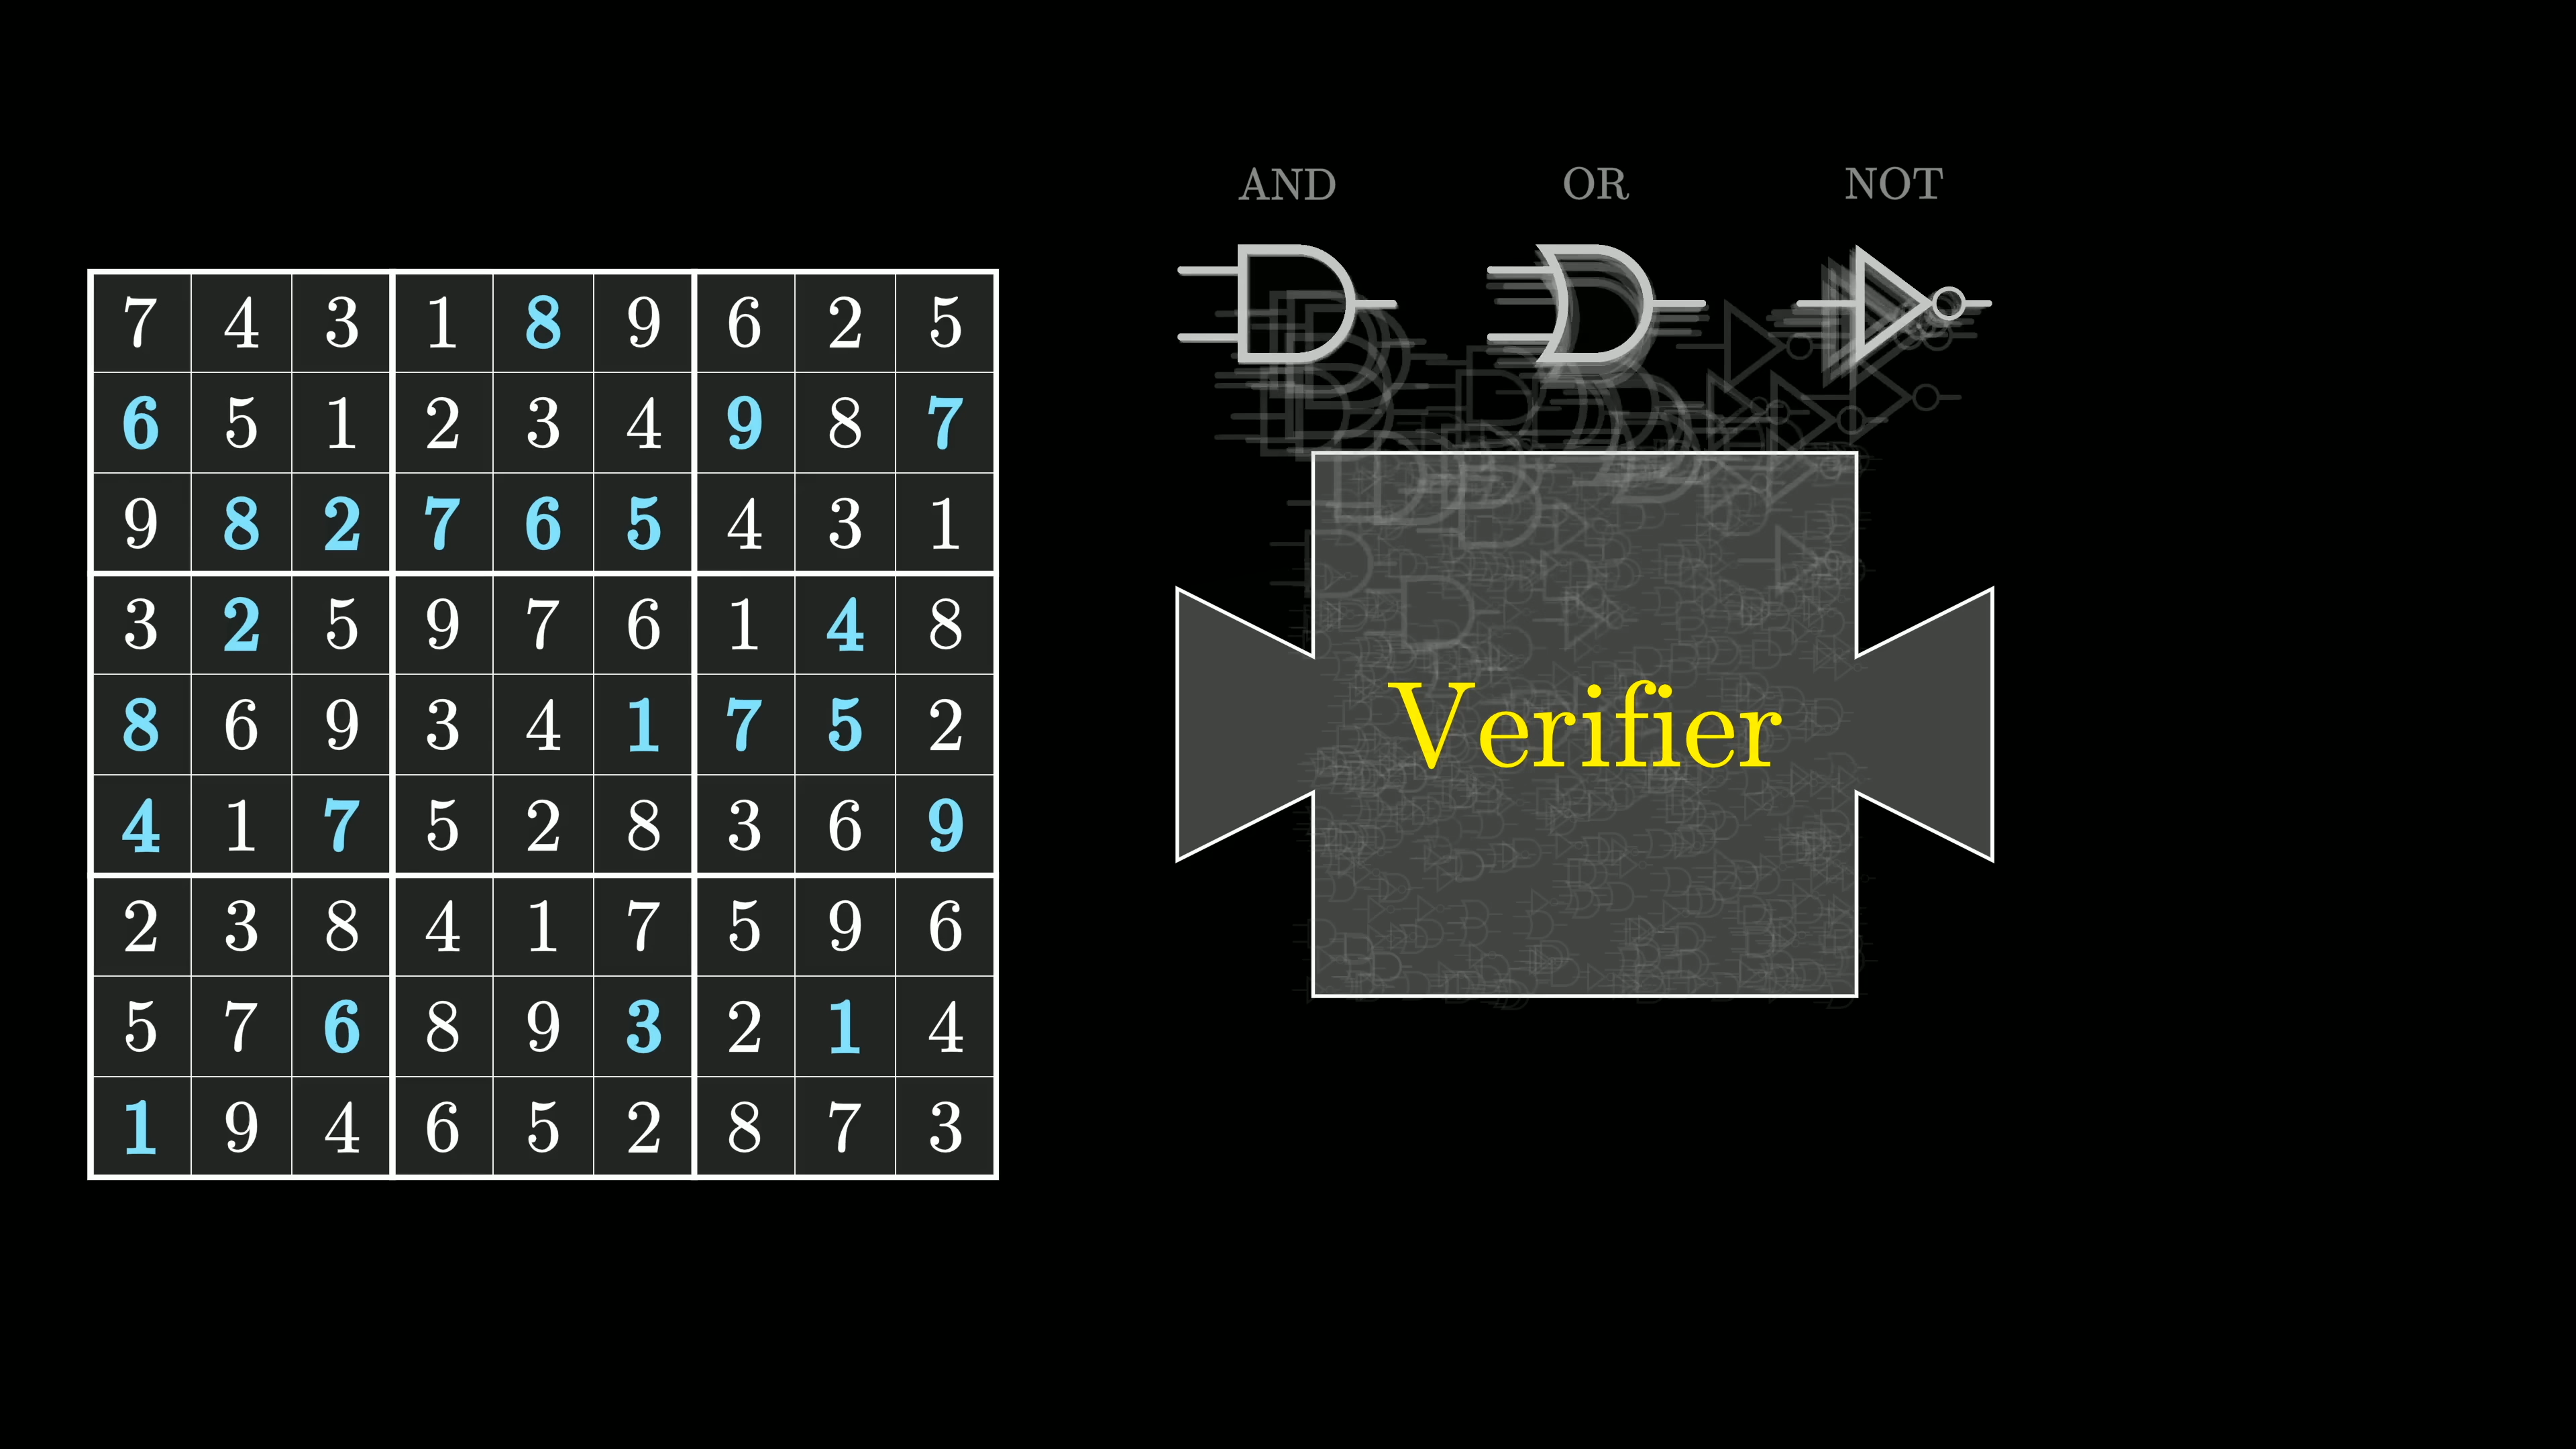 7 4 3 1 8 9 6 2 5
6 5 1 2 3 4 9 8 7
9 8 2 7 6 5 4 3 1
3 2 5 9 7 6 1 4 8
8 6 9 3 4 1 7 5 2
4 1 7 5 2 8 3 6 9
2 3 8 4 1 7 5 9 6
5 7 6 8 9 3 2 1 4
1 9 4 6 5 2 8 7 3
AND OR NOT
Verifier